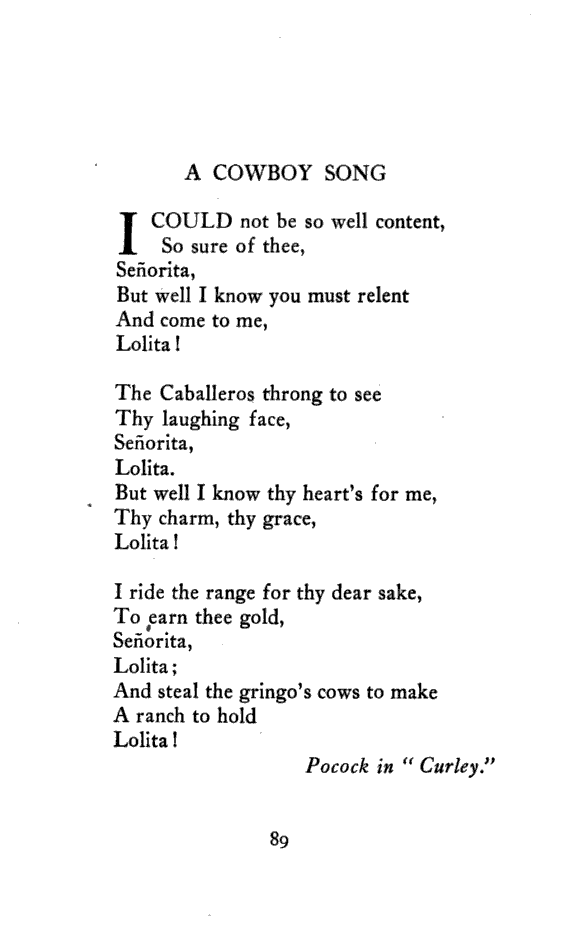 A COWBOY SONG
I COULD not be so well content,
So sure of thee,
Señorita,
But well I know you must relent
And come to me,
Lolita!
The Caballeros throng to see
Thy laughing face,
Señorita,
Lolita.
But well I know thy heart's for me,
Thy charm, thy grace,
Lolita!
I ride the range for thy dear sake,
To earn thee gold,
Señorita,
Lolita;
And steal the gringo's cows to make
A ranch to hold
Lolita!
Pocock in "Curley."
89